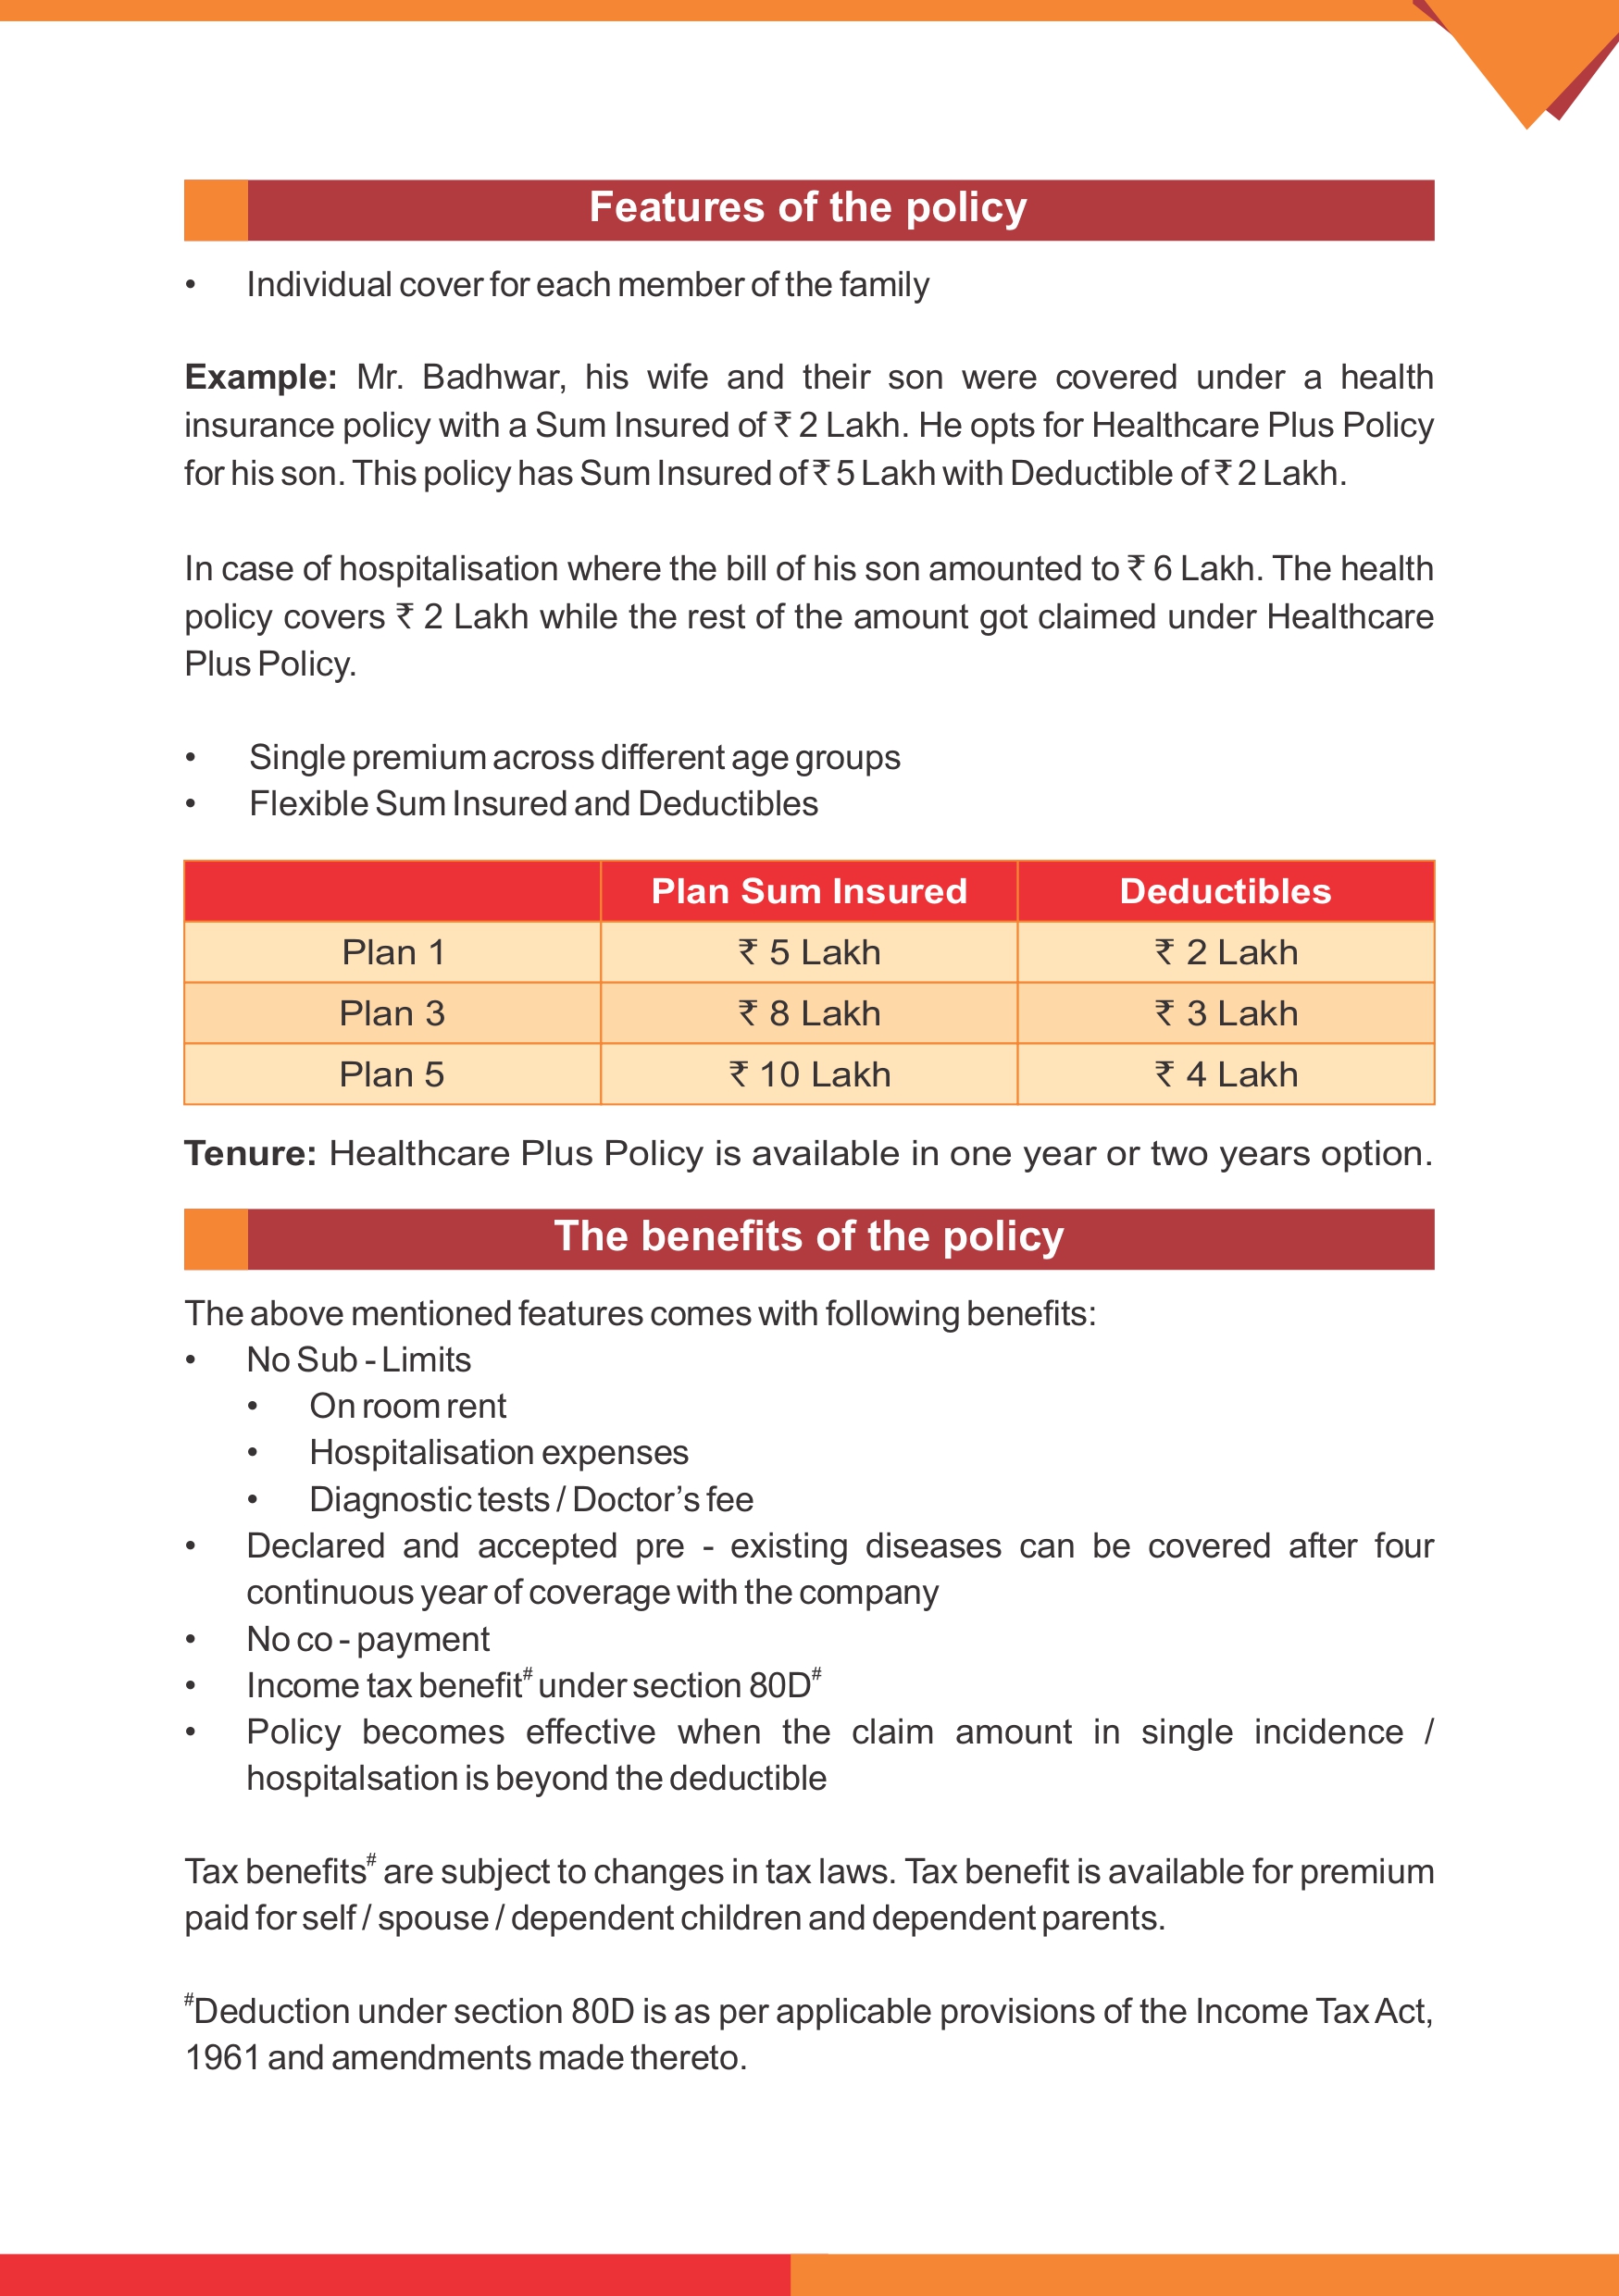 Features of the policy
• Individual cover for each member of the family
Example: Mr. Badhwar, his wife and their son were covered under a health
insurance policy with a Sum Insured of ₹ 2 Lakh. He opts for Healthcare Plus Policy
for his son. This policy has Sum Insured of ₹ 5 Lakh with Deductible of ₹ 2 Lakh.
In case of hospitalisation where the bill of his son amounted to ₹ 6 Lakh. The health
policy covers ₹ 2 Lakh while the rest of the amount got claimed under Healthcare
Plus Policy.
• Single premium across different age groups
• Flexible Sum Insured and Deductibles
Plan Sum Insured Deductibles
Plan 1 ₹ 5 Lakh ₹ 2 Lakh
Plan 3 ₹ 8 Lakh ₹ 3 Lakh
Plan 5 ₹ 10 Lakh ₹ 4 Lakh
Tenure: Healthcare Plus Policy is available in one year or two years option.
The benefits of the policy
The above mentioned features comes with following benefits:
• No Sub - Limits
• On room rent
• Hospitalisation expenses
• Diagnostic tests / Doctor’s fee
• Declared and accepted pre - existing diseases can be covered after four
continuous year of coverage with the company
• No co - payment
• Income tax benefit# under section 80D#
• Policy becomes effective when the claim amount in single incidence /
hospitalsation is beyond the deductible
Tax benefits# are subject to changes in tax laws. Tax benefit is available for premium
paid for self / spouse / dependent children and dependent parents.
#Deduction under section 80D is as per applicable provisions of the Income Tax Act,
1961 and amendments made thereto.